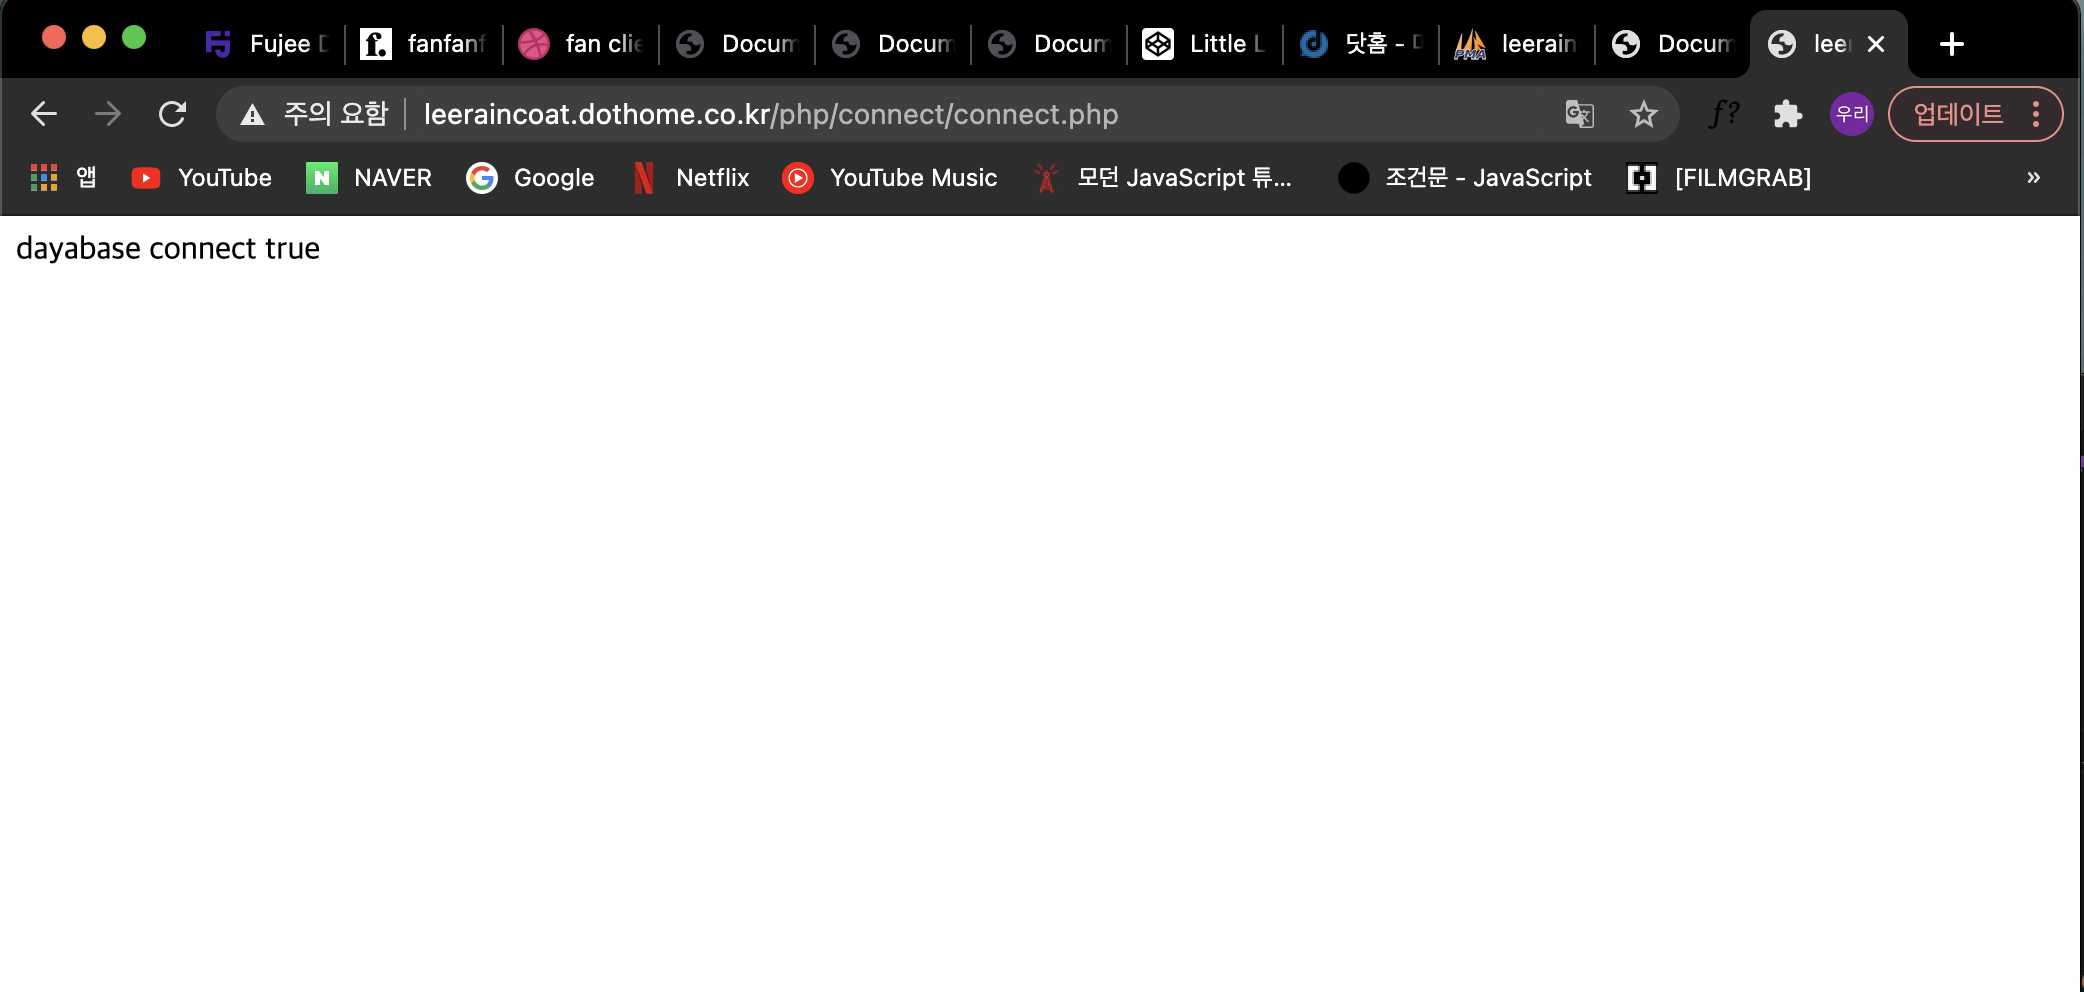 Fujee D
fanfanf
fan clie
Docum
Docum
Docum
Little L
닷홈 - D
leerain
Docum
leer
주의 요함
leeraincoat.dothome.co.kr/php/connect/connect.php
f?
우리
업데이트
앱
YouTube
N
NAVER
Google
Netflix
YouTube Music
모던 JavaScript 튜...
조건문 - JavaScript
[FILMGRAB]
»
dayabase connect true